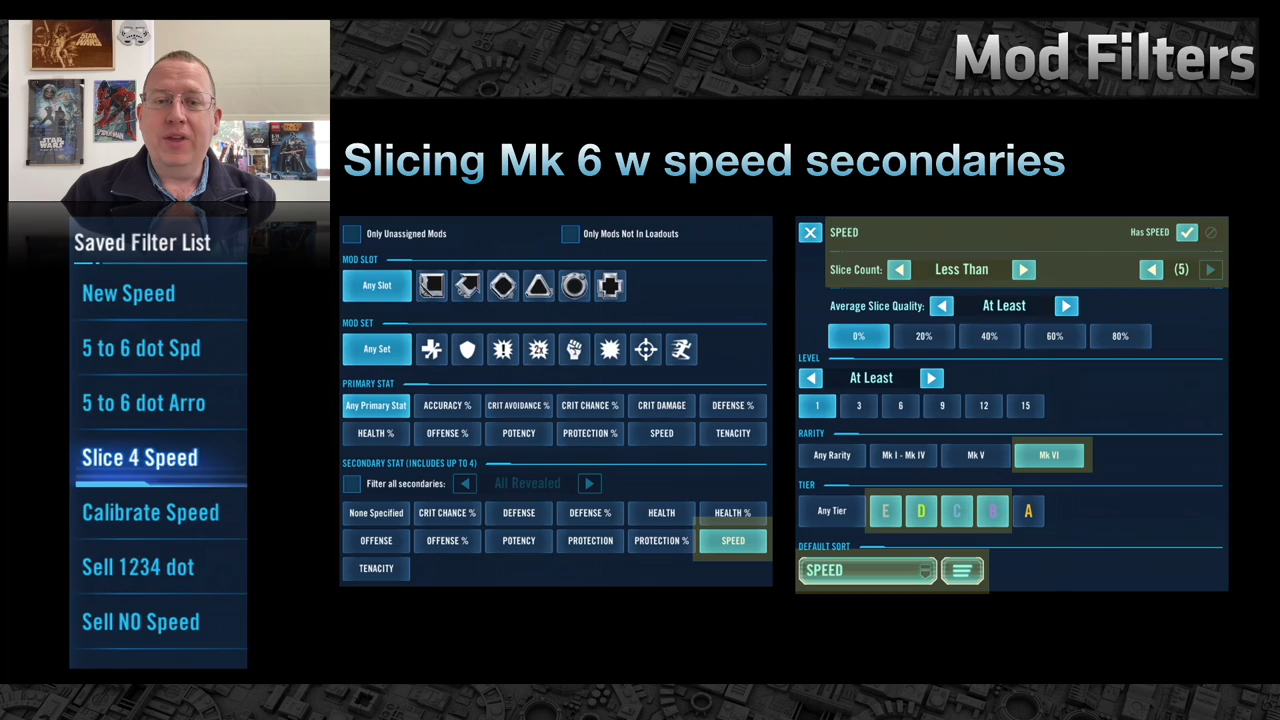 Mod Filters
STAR WARS
STAR WARS
SPIDER-MAN
Slicing Mk 6 w speed secondaries
Saved Filter List
New Speed
5 to 6 dot Spd
5 to 6 dot Arro
Slice 4 Speed
Calibrate Speed
Sell 1234 dot
Sell NO Speed
Only Unassigned Mods
Only Mods Not In Loadouts
MOD SLOT
Any Slot
MOD SET
Any Set
PRIMARY STAT
Any Primary Stat ACCURACY % CRIT AVOIDANCE % CRIT CHANCE % CRIT DAMAGE DEFENSE %
HEALTH % OFFENSE % POTENCY PROTECTION % SPEED TENACITY
SECONDARY STAT (INCLUDES UP TO 4)
Filter all secondaries: All Revealed
None Specified CRIT CHANCE % DEFENSE DEFENSE % HEALTH HEALTH %
OFFENSE OFFENSE % POTENCY PROTECTION PROTECTION % SPEED
TENACITY
SPEED Has SPEED
Slice Count: Less Than (5)
Average Slice Quality: At Least
0% 20% 40% 60% 80%
LEVEL
At Least
1 3 6 9 12 15
RARITY
Any Rarity Mk I - Mk IV Mk V Mk VI
TIER
Any Tier E D C B A
DEFAULT SORT
SPEED